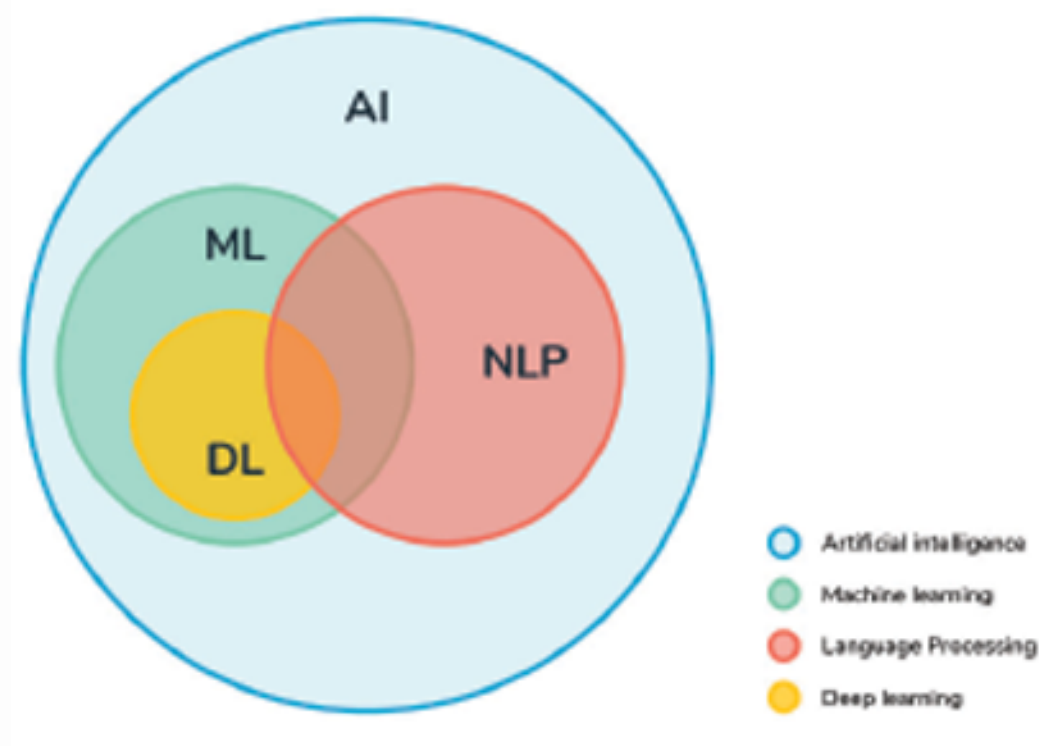 AI
ML
NLP
DL
Artificial intelligence
Machine learning
Language Processing
Deep learning